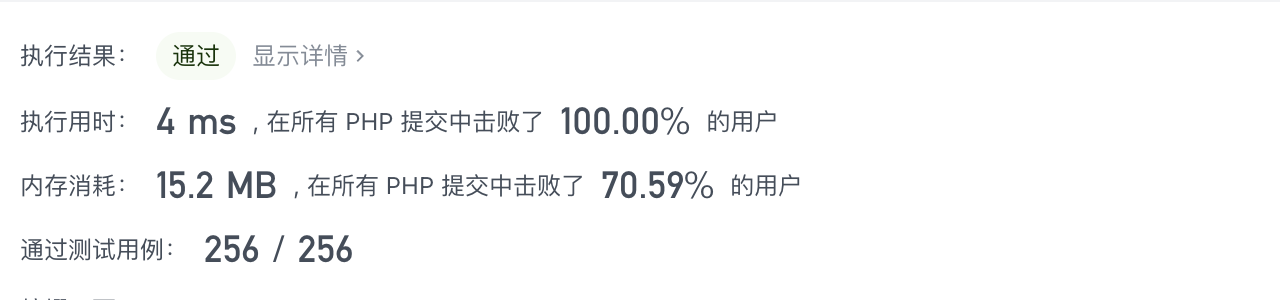 执行结果： 通过 显示详情 >
执行用时： 4 ms , 在所有 PHP 提交中击败了 100.00% 的用户
内存消耗： 15.2 MB , 在所有 PHP 提交中击败了 70.59% 的用户
通过测试用例： 256 / 256